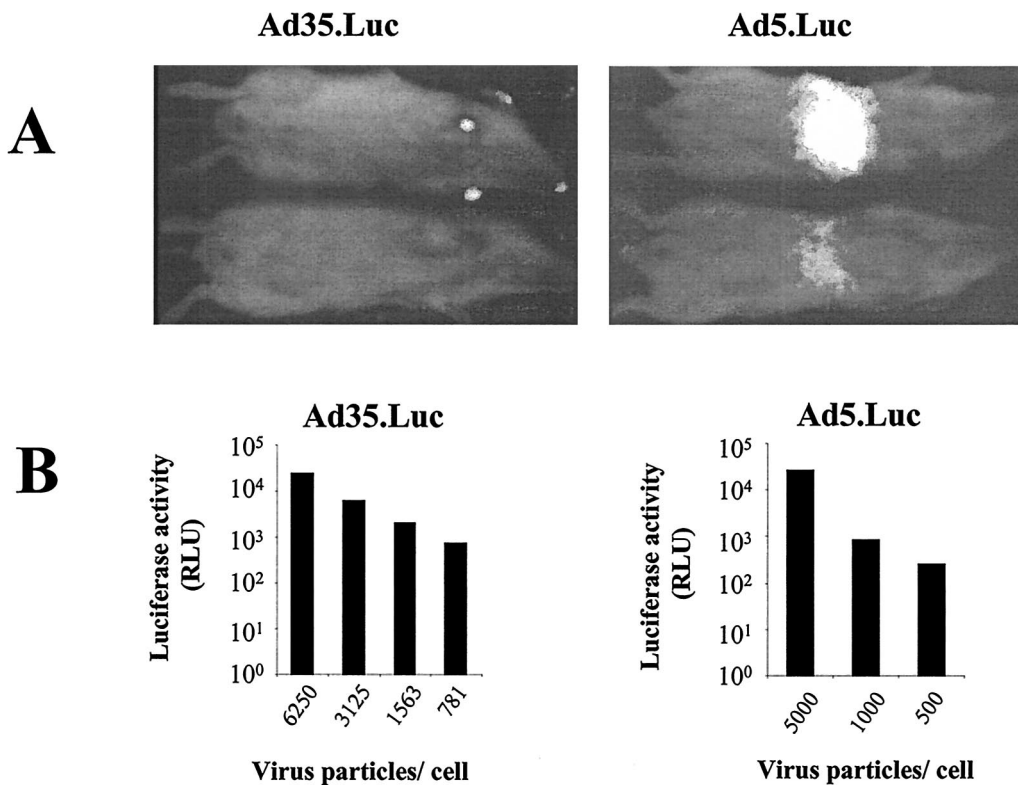 Ad35.Luc
Ad5.Luc
A
B
Ad35.Luc
Luciferase activity
(RLU)
10⁵
10⁴
10³
10²
10¹
10⁰
6250
3125
1563
781
Virus particles/ cell
Ad5.Luc
Luciferase activity
(RLU)
10⁵
10⁴
10³
10²
10¹
10⁰
5000
1000
500
Virus particles/ cell